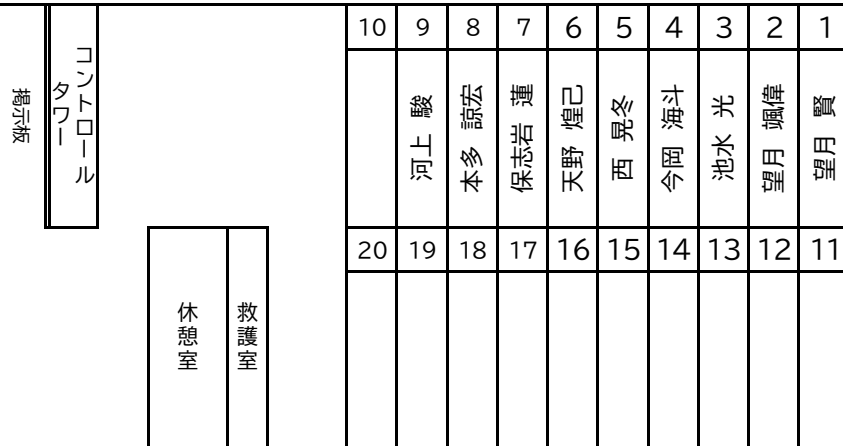 掲示板
コントロール
タワー
10 9 8 7 6 5 4 3 2 1
河上 駿
本多 諒宏
保志岩 蓮
天野 煌己
西 晃冬
今岡 海斗
池水 光
望月 颯偉
望月 賢
20 19 18 17 16 15 14 13 12 11
休憩室
救護室